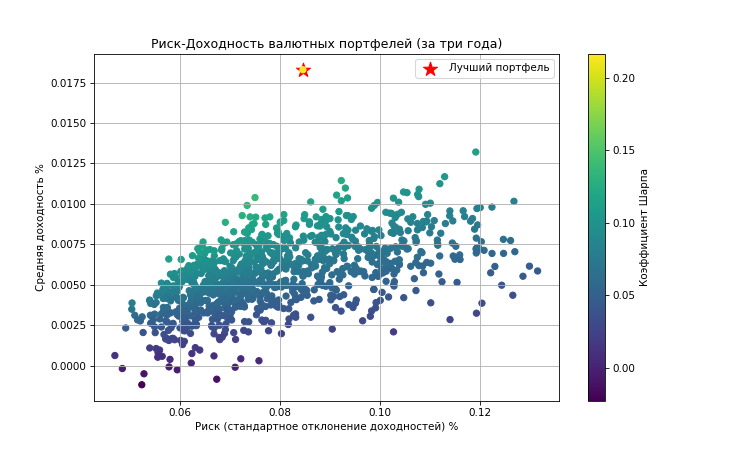 Риск-Доходность валютных портфелей (за три года)
Лучший портфель
0.0175
0.0150
0.0125
0.0100
0.0075
0.0050
0.0025
0.0000
Средняя доходность %
0.06 0.08 0.10 0.12
Риск (стандартное отклонение доходностей) %
0.20
0.15
0.10
0.05
0.00
Коэффициент Шарпа